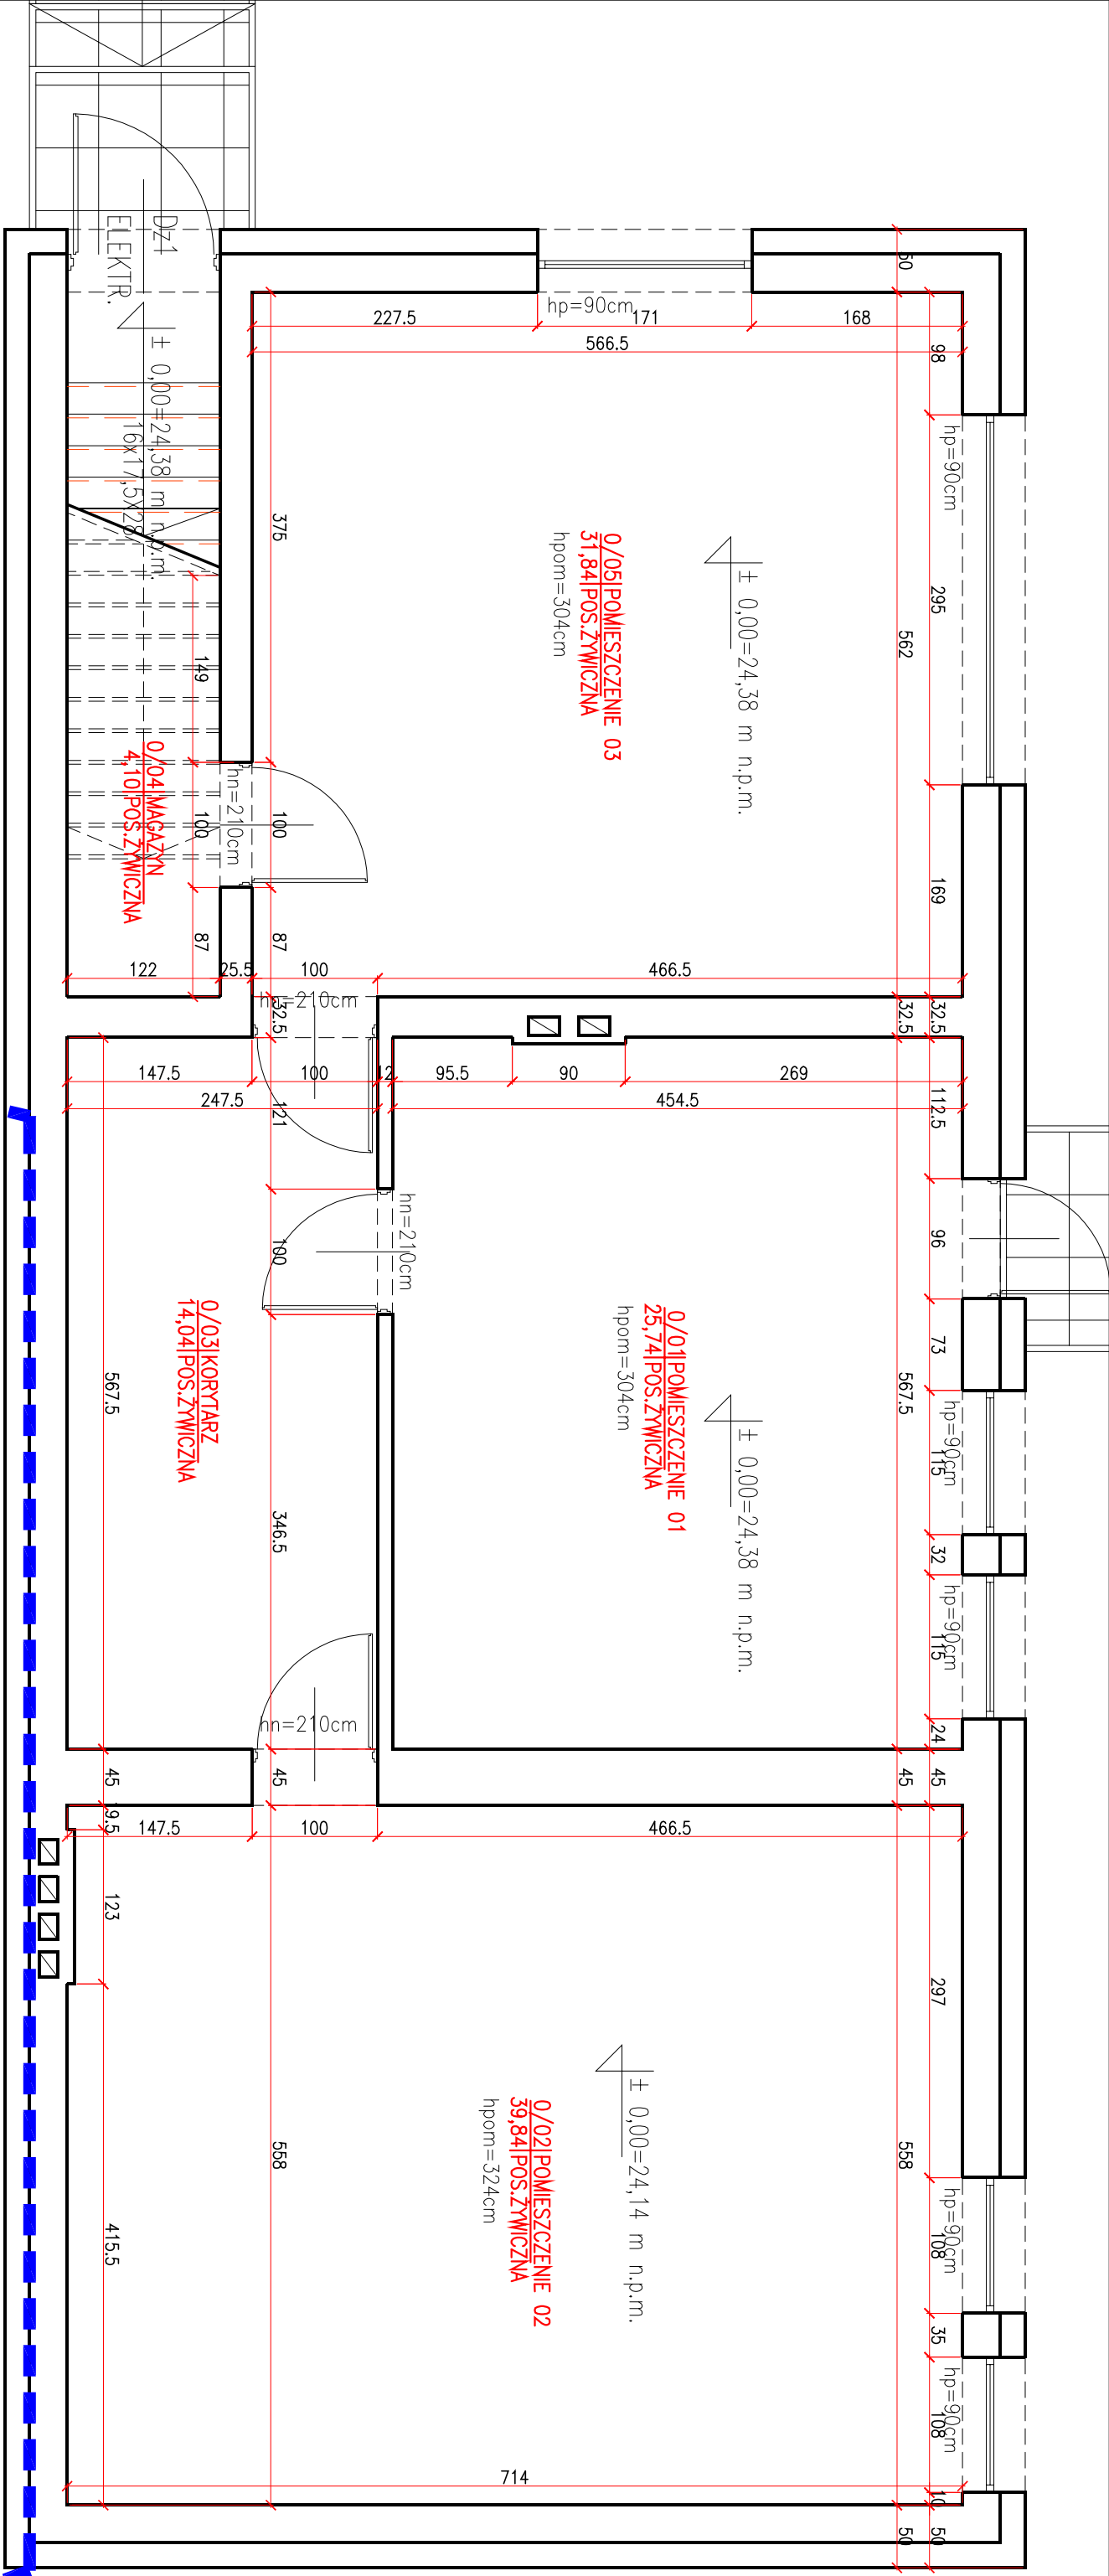 Dz1
ELEKTR.
± 0,00=24,38 m n.p.m.
16x17,5x28
hp=90cm
227.5
171
168
566.5
60
98
hp=90cm
375
295
562
0/05|POMIESZCZENIE 03
31,84|POS.ŻYWICZNA
hpom=304cm
± 0,00=24,38 m n.p.m.
149
0/04|MAGAZYN
4,10|POS.ŻYWICZNA
hn=210cm
100
100
169
87
87
122
25.5
100
466.5
hn=210cm
32.5
32.5
32.5
147.5
100
12
95.5
90
269
247.5
121
454.5
112.5
hn=210cm
100
96
0/03|KORYTARZ
14,04|POS.ŻYWICZNA
0/01|POMIESZCZENIE 01
25,74|POS.ŻYWICZNA
hpom=304cm
± 0,00=24,38 m n.p.m.
73
567.5
567.5
hp=90cm
115
346.5
32
hp=90cm
115
hn=210cm
24
45
45
45
45
19.5
147.5
100
466.5
123
297
± 0,00=24,14 m n.p.m.
0/02|POMIESZCZENIE 02
39,84|POS.ŻYWICZNA
hpom=324cm
558
558
hp=90cm
108
415.5
35
hp=90cm
108
714
10
50
50